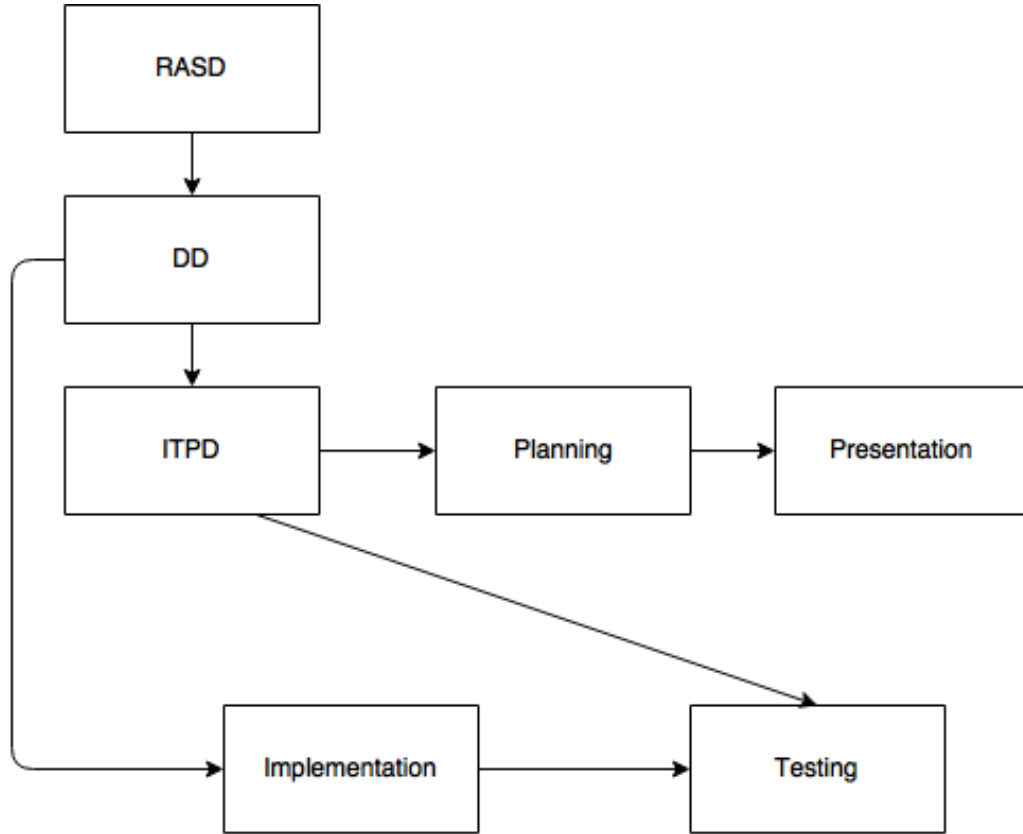 RASD
DD
ITPD
Planning
Presentation
Implementation
Testing